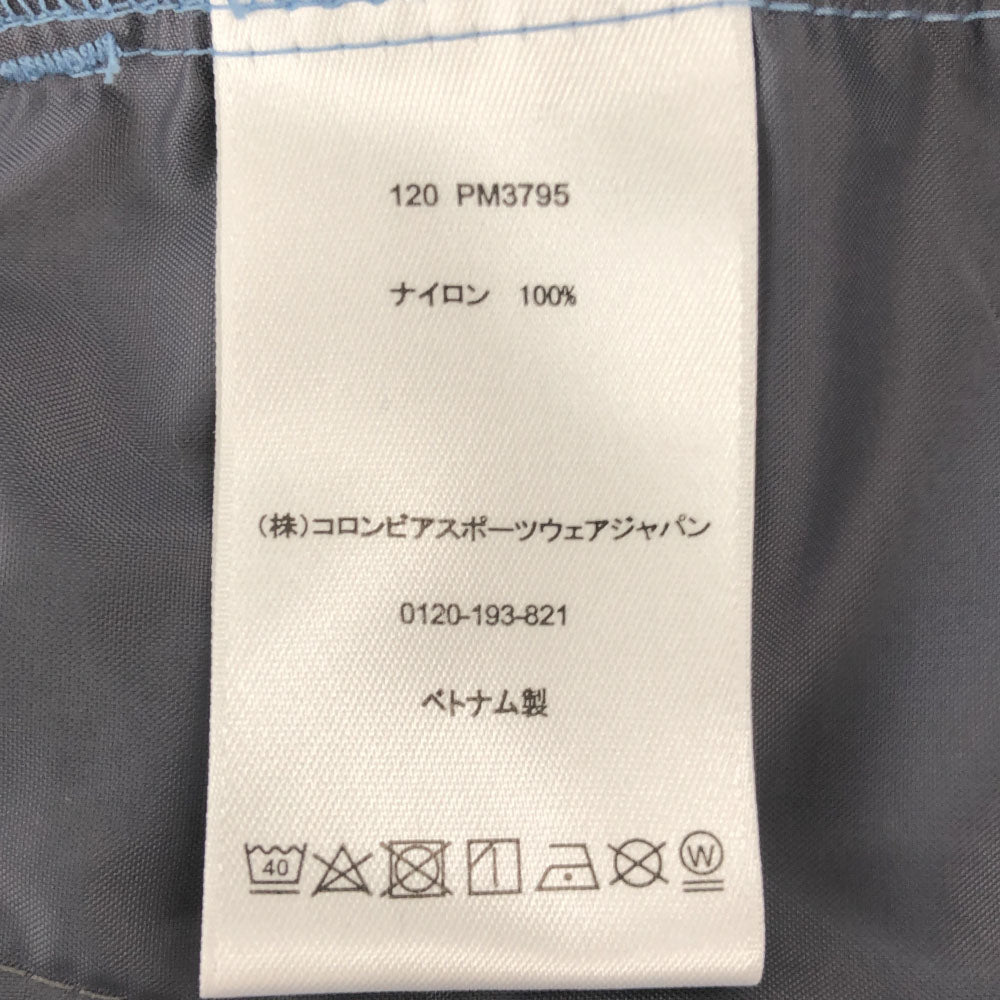 120 PM3795
ナイロン 100%
(株)コロンビアスポーツウェアジャパン
0120-193-821
ベトナム製
40 W